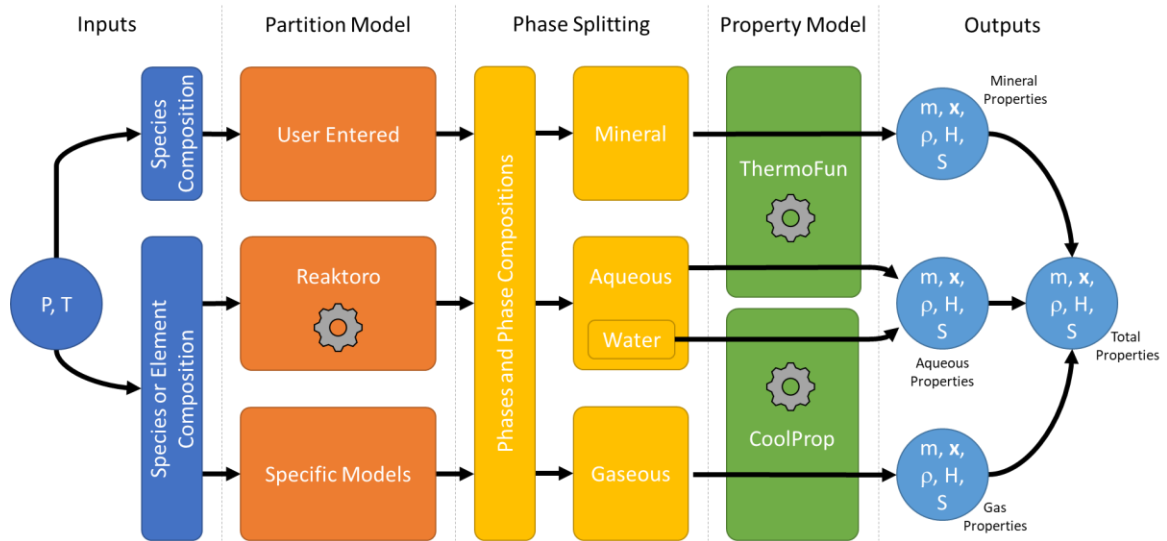 Inputs
Partition Model
Phase Splitting
Property Model
Outputs
P, T
Species
Composition
Species or Element
Composition
User Entered
Reaktoro
Specific Models
Phases and Phase Compositions
Mineral
Aqueous
Water
Gaseous
ThermoFun
CoolProp
Mineral
Properties
m, x,
ρ, H,
S
m, x,
ρ, H,
S
Aqueous
Properties
m, x,
ρ, H,
S
Gas
Properties
m, x,
ρ, H,
S
Total
Properties